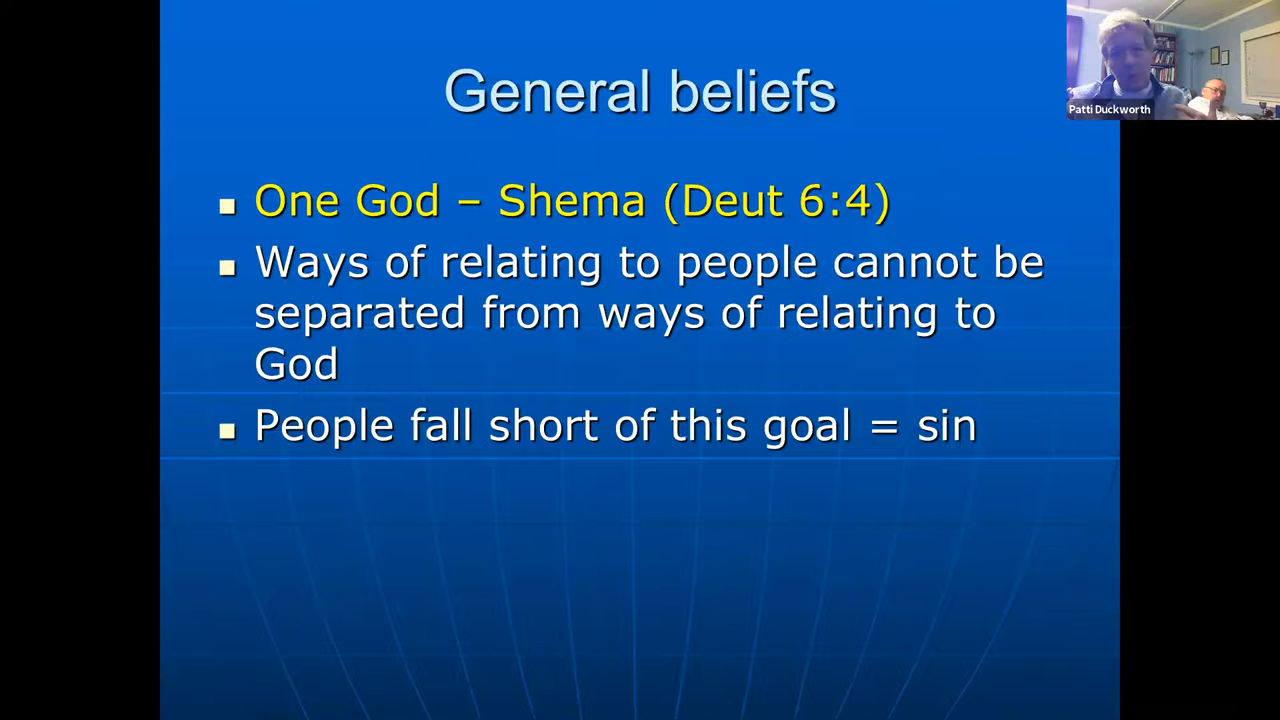 General beliefs
One God – Shema (Deut 6:4)
Ways of relating to people cannot be
separated from ways of relating to
God
People fall short of this goal = sin
Patti Duckworth